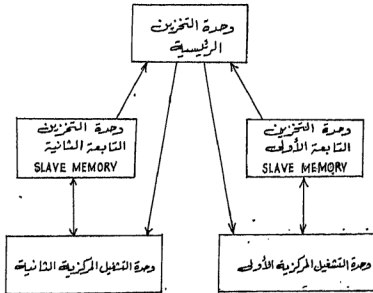 وحدة التخزين
الرئيسية
وحدة التخزين
التابعة الأولى
SLAVE MEMORY
وحدة التخزين
التابعة الثانية
SLAVE MEMORY
وحدة التشغيل المركزية الأولى
وحدة التشغيل المركزية الثانية